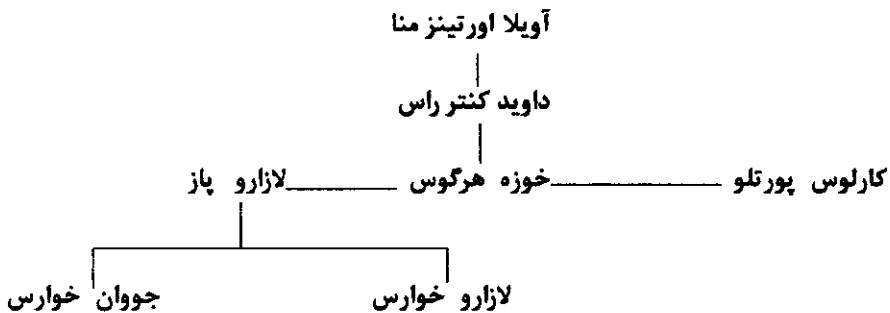 آویلا اورتینز منا
داوید کنتر راس
کارلوس پورتلو خوزه هرگوس لازارو پاز
لازارو خوارس جووان خوارس